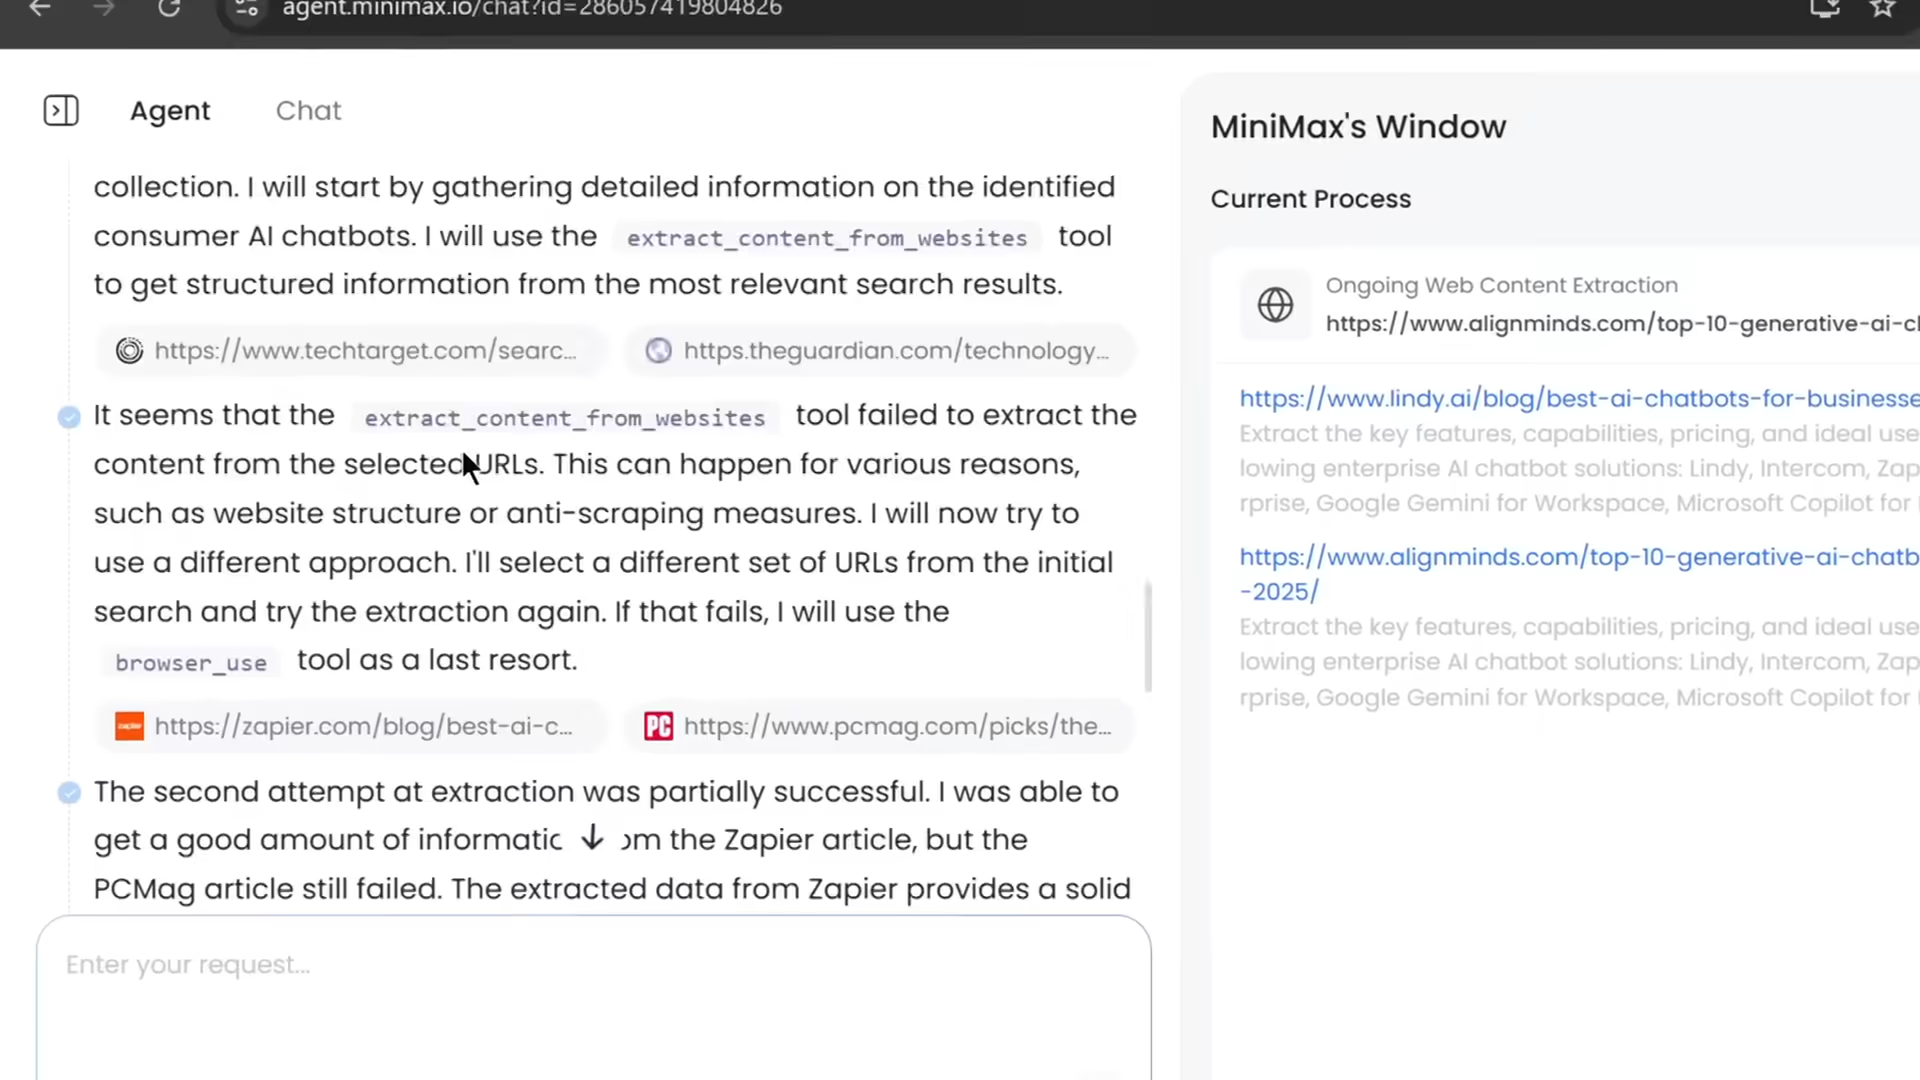 agent.minimax.io/chat?id=286057419804826
Agent
Chat
collection. I will start by gathering detailed information on the identified
consumer AI chatbots. I will use the extract_content_from_websites tool
to get structured information from the most relevant search results.
https://www.techtarget.com/searc...
https.theguardian.com/technology...
It seems that the extract_content_from_websites tool failed to extract the
content from the selected URLs. This can happen for various reasons,
such as website structure or anti-scraping measures. I will now try to
use a different approach. I'll select a different set of URLs from the initial
search and try the extraction again. If that fails, I will use the
browser_use tool as a last resort.
https://zapier.com/blog/best-ai-c...
PC https://www.pcmag.com/picks/the...
The second attempt at extraction was partially successful. I was able to
get a good amount of informatic om the Zapier article, but the
PCMag article still failed. The extracted data from Zapier provides a solid
Enter your request...
MiniMax's Window
Current Process
Ongoing Web Content Extraction
https://www.alignminds.com/top-10-generative-ai-cl
https://www.lindy.ai/blog/best-ai-chatbots-for-businesse
Extract the key features, capabilities, pricing, and ideal use
lowing enterprise AI chatbot solutions: Lindy, Intercom, Zap
rprise, Google Gemini for Workspace, Microsoft Copilot for
https://www.alignminds.com/top-10-generative-ai-chatb
-2025/
Extract the key features, capabilities, pricing, and ideal use
lowing enterprise AI chatbot solutions: Lindy, Intercom, Zap
rprise, Google Gemini for Workspace, Microsoft Copilot for